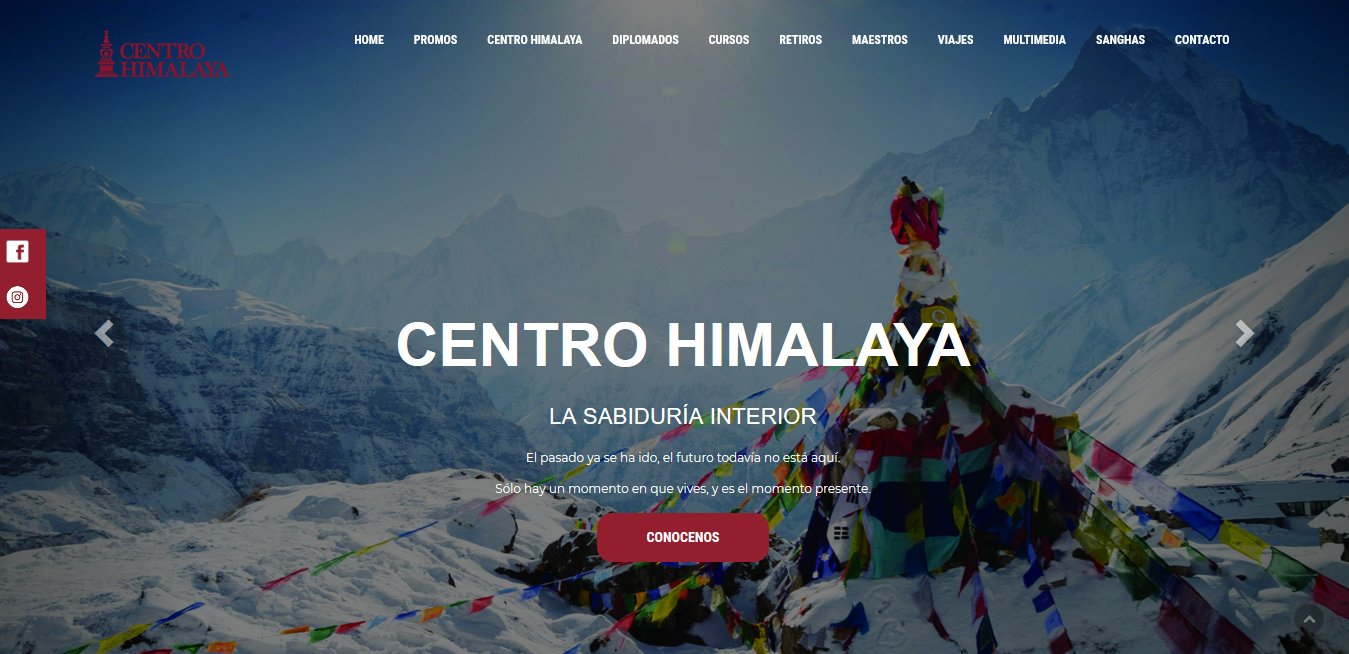 CENTRO
HIMALAYA
HOME PROMOS CENTRO HIMALAYA DIPLOMADOS CURSOS RETIROS MAESTROS VIAJES MULTIMEDIA SANGHAS CONTACTO
CENTRO HIMALAYA
LA SABIDURÍA INTERIOR
El pasado ya se ha ido, el futuro todavía no está aquí.
Sólo hay un momento en que vives, y es el momento presente.
CONOCENOS